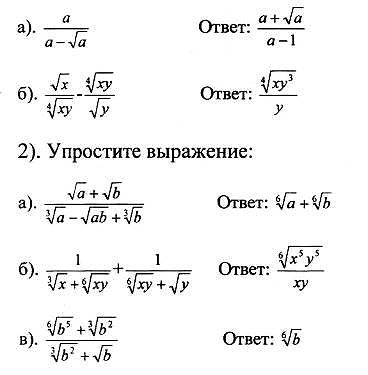 а). $\frac{a}{a-\sqrt{a}}$ Ответ: $\frac{a+\sqrt{a}}{a-1}$
б). $\frac{\sqrt{x}}{\sqrt[4]{xy}}-\frac{\sqrt[4]{xy}}{\sqrt{y}}$ Ответ: $\frac{\sqrt[4]{xy^3}}{y}$
2). Упростите выражение:
а). $\frac{\sqrt{a}+\sqrt{b}}{\sqrt[3]{a}-\sqrt{ab}+\sqrt[3]{b}}$ Ответ: $\sqrt[6]{a}+\sqrt[6]{b}$
б). $\frac{1}{\sqrt[3]{x}+\sqrt[6]{xy}}+\frac{1}{\sqrt[6]{xy}+\sqrt{y}}$ Ответ: $\frac{\sqrt[6]{x^5y^5}}{xy}$
в). $\frac{\sqrt[6]{b^5}+\sqrt[3]{b^2}}{\sqrt[3]{b^2}+\sqrt{b}}$ Ответ: $\sqrt[6]{b}$